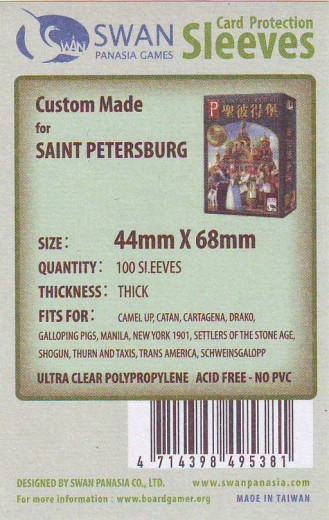 SWAN
SWAN
PANASIA GAMES
Card Protection
Sleeves
Custom Made
for
SAINT PETERSBURG
P
SAINT PETERSBURG
聖彼得堡
SIZE: 44mm X 68mm
QUANTITY: 100 SLEEVES
THICKNESS: THICK
FITS FOR: CAMEL UP, CATAN, CARTAGENA, DRAKO,
GALLOPING PIGS, MANILA, NEW YORK 1901, SETTLERS OF THE STONE AGE,
SHOGUN, THURN AND TAXIS, TRANS AMERICA, SCHWEINSGALOPP
ULTRA CLEAR POLYPROPYLENE ACID FREE - NO PVC
4 714398 495381
DESIGNED BY SWAN PANASIA CO., LTD. www.swanpanasia.com
For more information : www.boardgamer.org MADE IN TAIWAN